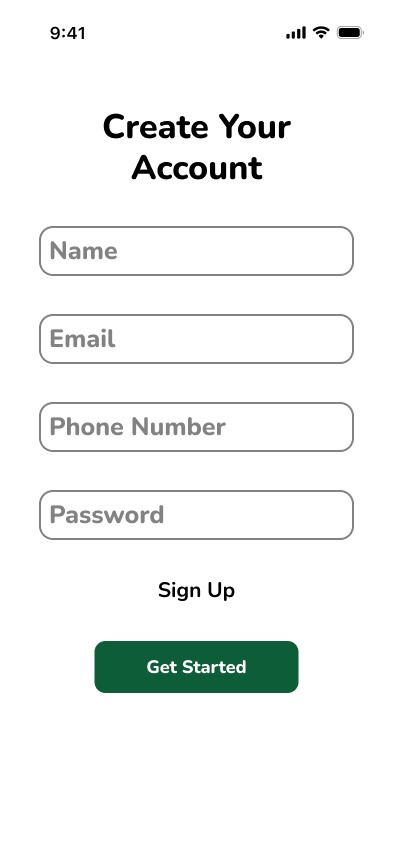 9:41
Create Your
Account
Name
Email
Phone Number
Password
Sign Up
Get Started